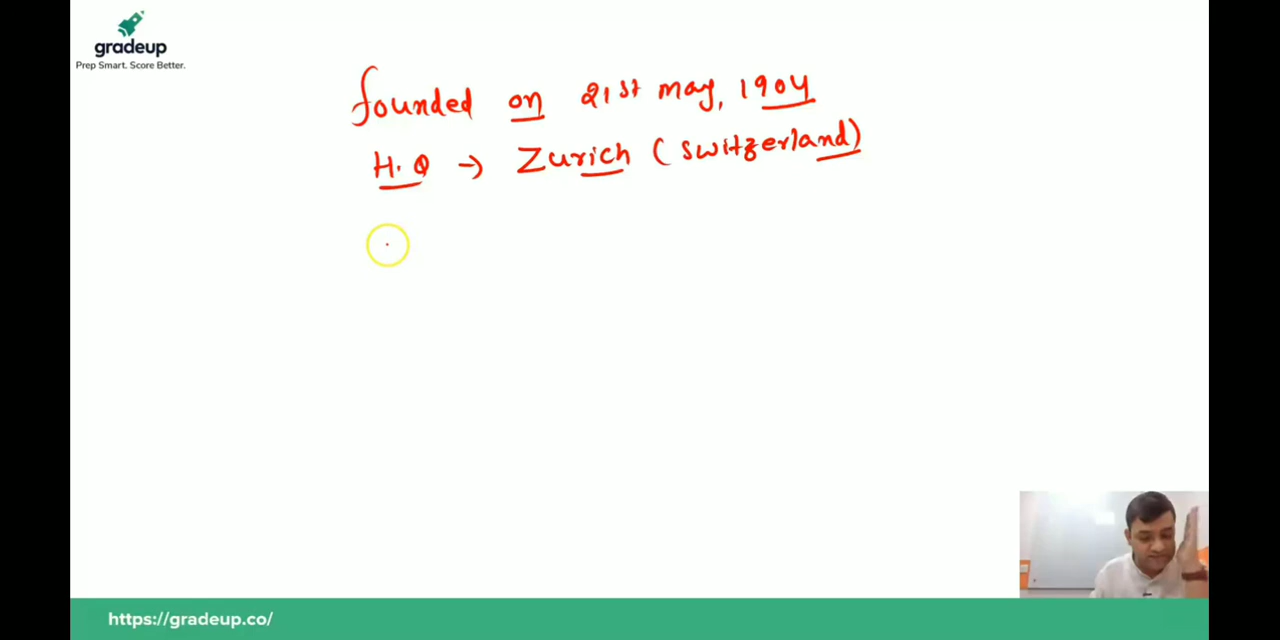 gradeup
Prep Smart. Score Better.
founded on 21st may, 1904
H.Q → Zurich (Switzerland)
https://gradeup.co/